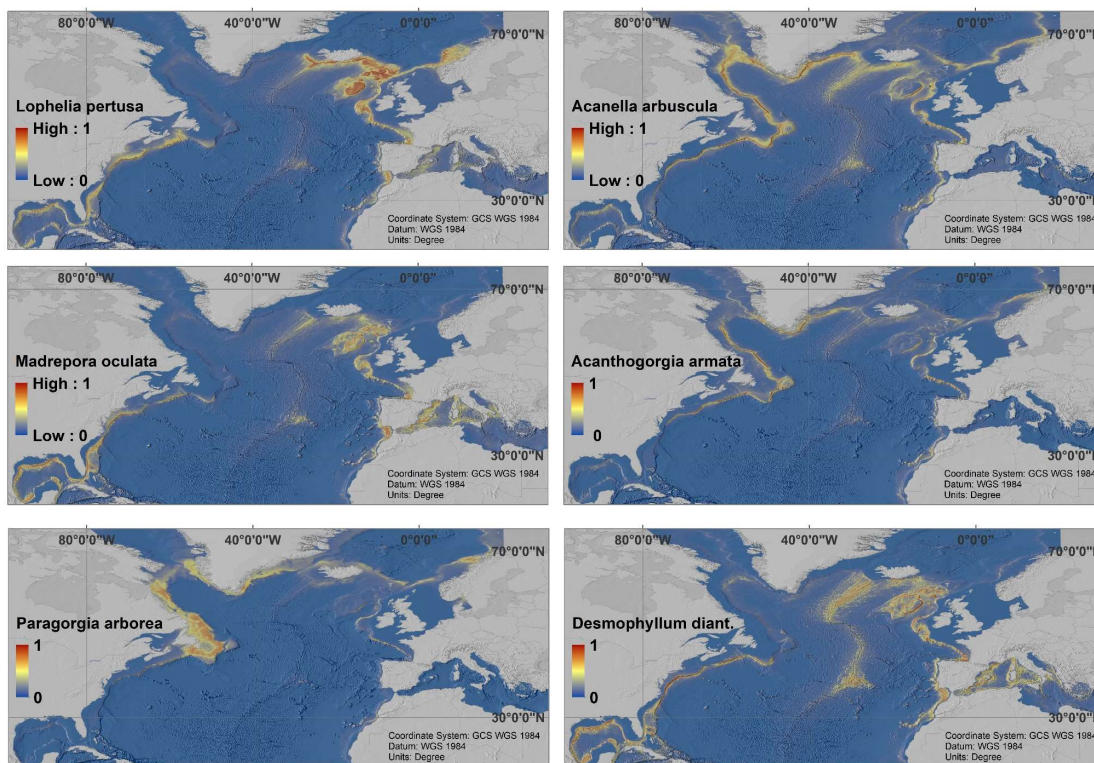 80°0'0"W 40°0'0"W 0°0'0"
70°0'0"N
Lophelia pertusa
High : 1
Low : 0
30°0'0"N
Coordinate System: GCS WGS 1984
Datum: WGS 1984
Units: Degree
80°0'0"W 40°0'0"W 0°0'0"
70°0'0"N
Acanella arbuscula
High : 1
Low : 0
30°0'0"N
Coordinate System: GCS WGS 1984
Datum: WGS 1984
Units: Degree
80°0'0"W 40°0'0"W 0°0'0"
70°0'0"N
Madrepora oculata
High : 1
Low : 0
30°0'0"N
Coordinate System: GCS WGS 1984
Datum: WGS 1984
Units: Degree
80°0'0"W 40°0'0"W 0°0'0"
70°0'0"N
Acanthogorgia armata
1
0
30°0'0"N
Coordinate System: GCS WGS 1984
Datum: WGS 1984
Units: Degree
80°0'0"W 40°0'0"W 0°0'0"
70°0'0"N
Paragorgia arborea
1
0
30°0'0"N
Coordinate System: GCS WGS 1984
Datum: WGS 1984
Units: Degree
80°0'0"W 40°0'0"W 0°0'0"
70°0'0"N
Desmophyllum diant.
1
0
30°0'0"N
Coordinate System: GCS WGS 1984
Datum: WGS 1984
Units: Degree